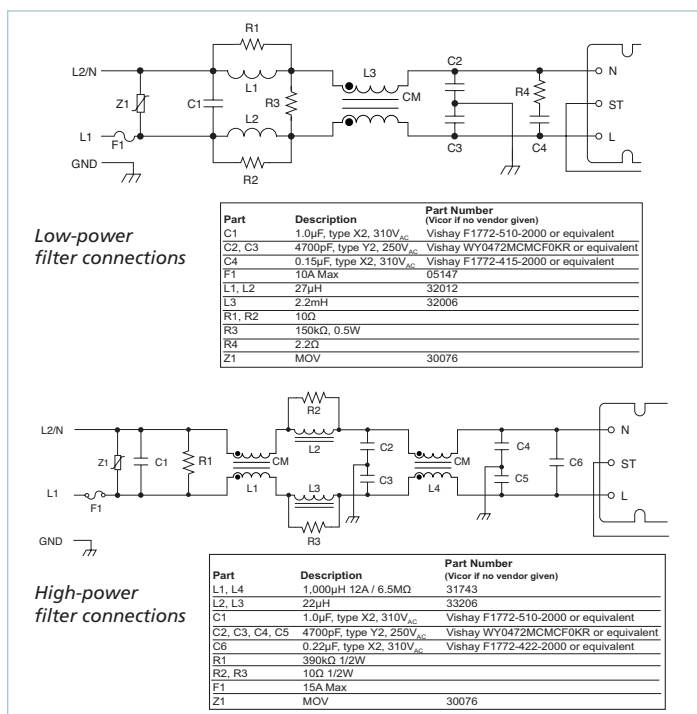 R1
L2/N
L1
L3
C2
N
Z1
C1
R3
CM
R4
ST
L1
F1
L2
L
GND
R2
C3
C4
Low-power
filter connections
Part Description Part Number (Vicor if no vendor given)
C1 1.0µF, type X2, 310VAC Vishay F1772-510-2000 or equivalent
C2, C3 4700pF, type Y2, 250VAC Vishay WY0472MCMCF0KR or equivalent
C4 0.15µF, type X2, 310VAC Vishay F1772-415-2000 or equivalent
F1 10A Max 05147
L1, L2 27µH 32012
L3 2.2mH 32006
R1, R2 10Ω
R3 150kΩ, 0.5W
R4 2.2Ω
Z1 MOV 30076
R2
L2/N
L2
C2
C4
N
Z1
C1
R1
CM
CM
C6
ST
C3
C5
L1
F1
L1
L3
L4
L
R3
GND
High-power
filter connections
Part Description Part Number (Vicor if no vendor given)
L1, L4 1,000µH 12A / 6.5MΩ 31743
L2, L3 22µH 33206
C1 1.0µF, type X2, 310VAC Vishay F1772-510-2000 or equivalent
C2, C3, C4, C5 4700pF, type Y2, 250VAC Vishay WY0472MCMCF0KR or equivalent
C6 0.22µF, type X2, 310VAC Vishay F1772-422-2000 or equivalent
R1 390kΩ 1/2W
R2, R3 10Ω 1/2W
F1 15A Max
Z1 MOV 30076